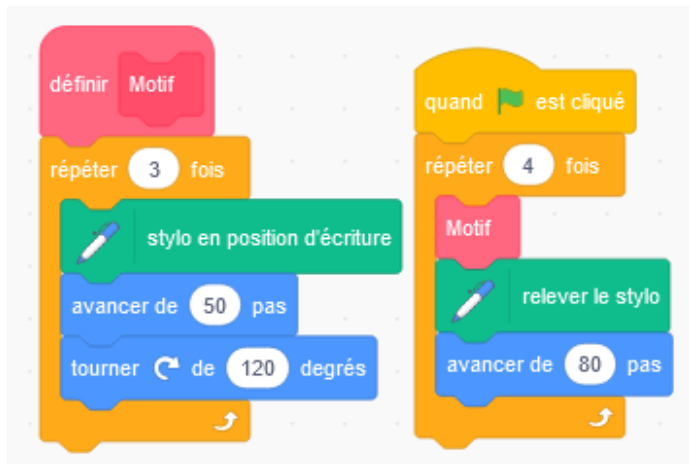 définir Motif
répéter 3 fois
stylo en position d'écriture
avancer de 50 pas
tourner de 120 degrés
quand est cliqué
répéter 4 fois
Motif
relever le stylo
avancer de 80 pas